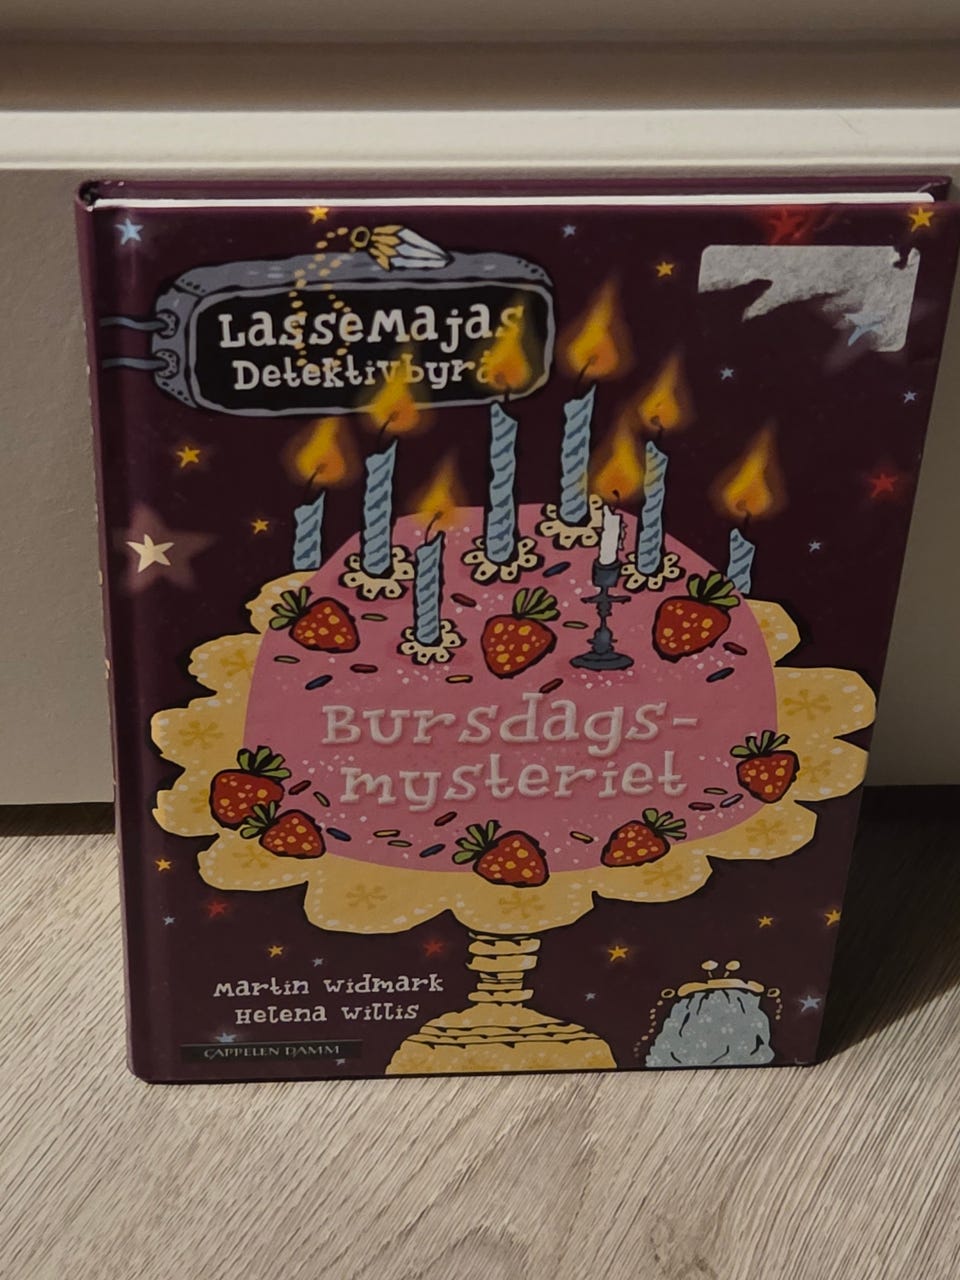 LasseMajas
Detektivbyrå
Bursdags-
mysteriet
Martin Widmark
Helena Willis
CAPPELEN DAMM